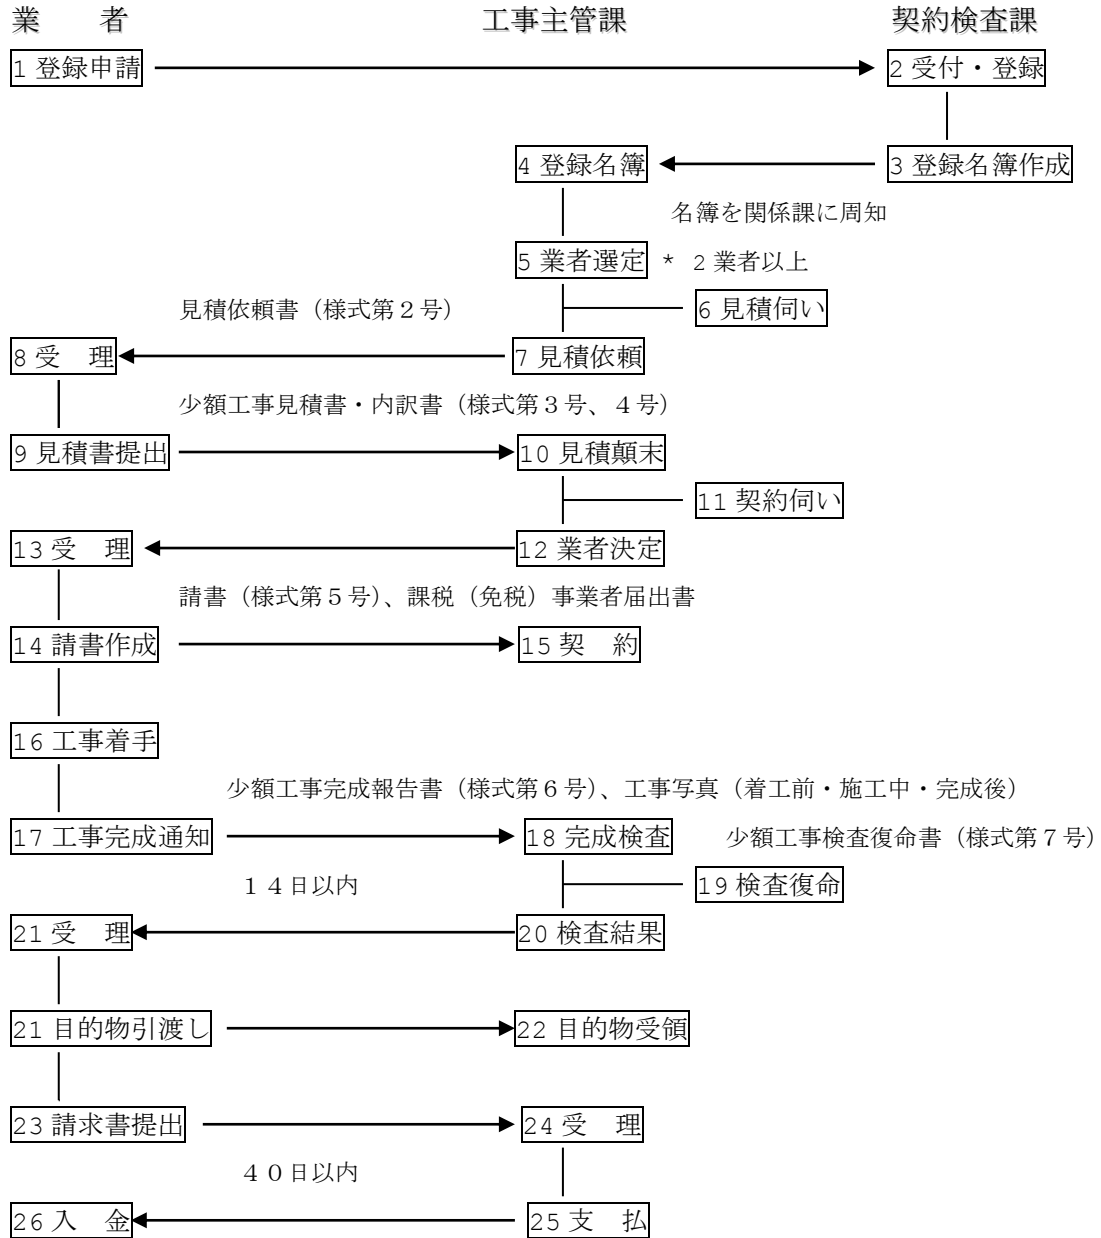 業　　者　工事主管課　契約検査課
1 登録申請　2 受付・登録
4 登録名簿　3 登録名簿作成
名簿を関係課に周知
5 業者選定　* 2 業者以上
見積依頼書（様式第２号）　6 見積伺い
8 受　理　7 見積依頼
少額工事見積書・内訳書（様式第３号、４号）
9 見積書提出　10 見積顛末
11 契約伺い
13 受　理　12 業者決定
請書（様式第５号）、課税（免税）事業者届出書
14 請書作成　15 契　約
16 工事着手
少額工事完成報告書（様式第６号）、工事写真（着工前・施工中・完成後）
17 工事完成通知　18 完成検査　少額工事検査復命書（様式第７号）
１４日以内　19 検査復命
21 受　理　20 検査結果
21 目的物引渡し　22 目的物受領
23 請求書提出　24 受　理
４０日以内
26 入　金　25 支　払